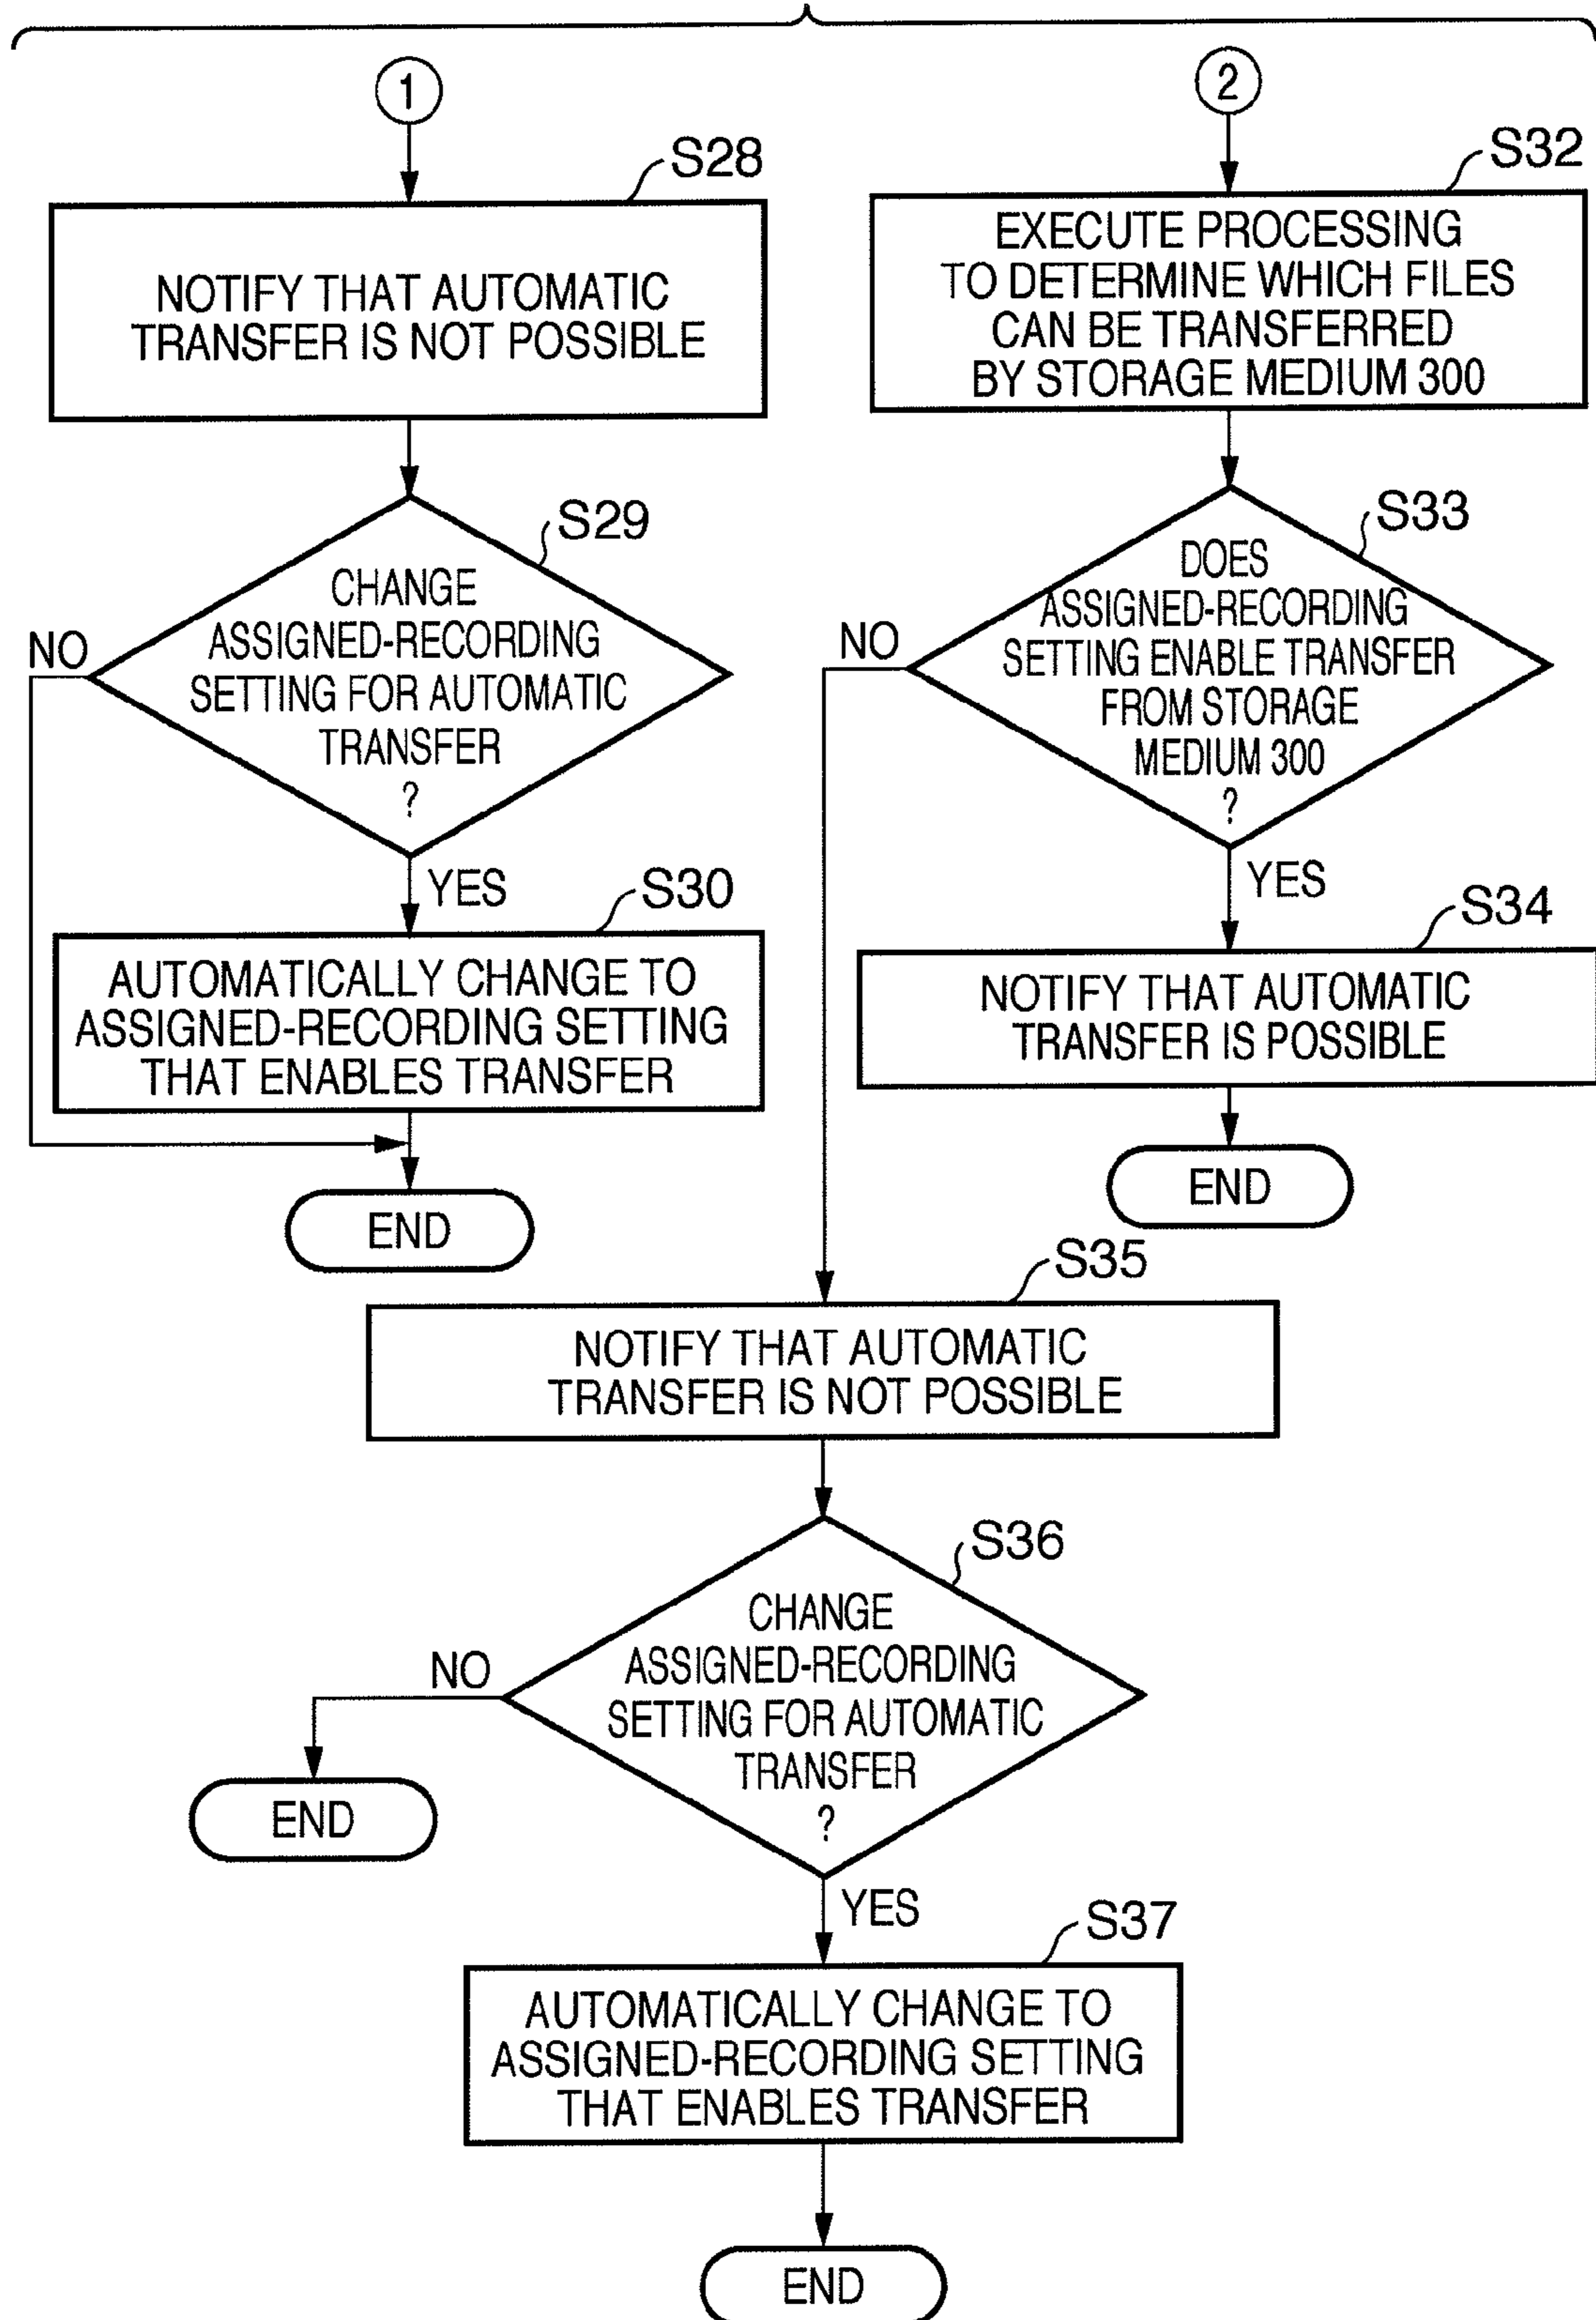 1
S28
NOTIFY THAT AUTOMATIC
TRANSFER IS NOT POSSIBLE
S29
CHANGE
ASSIGNED-RECORDING
SETTING FOR AUTOMATIC
TRANSFER
?
NO
YES
S30
AUTOMATICALLY CHANGE TO
ASSIGNED-RECORDING SETTING
THAT ENABLES TRANSFER
END
2
S32
EXECUTE PROCESSING
TO DETERMINE WHICH FILES
CAN BE TRANSFERRED
BY STORAGE MEDIUM 300
S33
DOES
ASSIGNED-RECORDING
SETTING ENABLE TRANSFER
FROM STORAGE
MEDIUM 300
?
NO
YES
S34
NOTIFY THAT AUTOMATIC
TRANSFER IS POSSIBLE
END
S35
NOTIFY THAT AUTOMATIC
TRANSFER IS NOT POSSIBLE
S36
CHANGE
ASSIGNED-RECORDING
SETTING FOR AUTOMATIC
TRANSFER
?
NO
END
YES
S37
AUTOMATICALLY CHANGE TO
ASSIGNED-RECORDING SETTING
THAT ENABLES TRANSFER
END